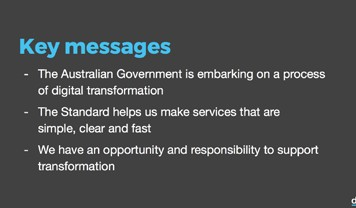 Key messages
- The Australian Government is embarking on a process
of digital transformation
- The Standard helps us make services that are
simple, clear and fast
- We have an opportunity and responsibility to support
transformation
d